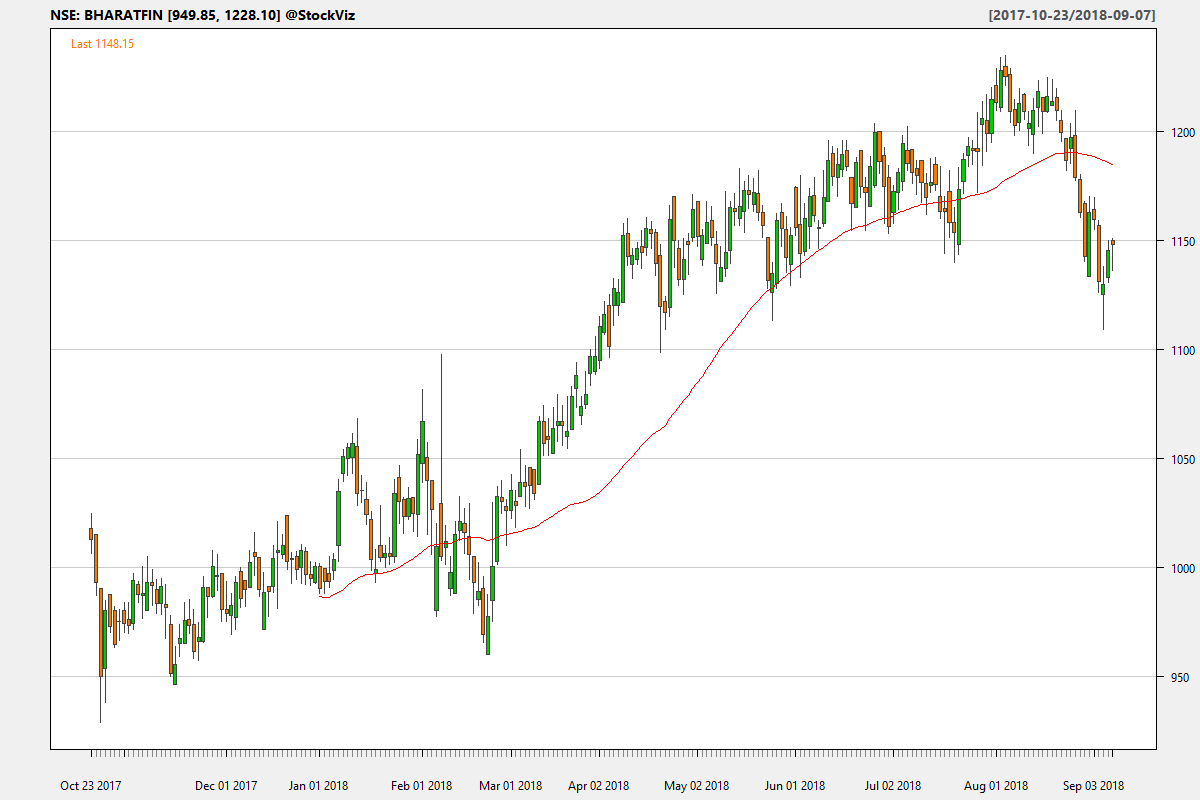 NSE: BHARATFIN [949.85, 1228.10] @StockViz [2017-10-23/2018-09-07]
Last 1148.15
1200
1150
1100
1050
1000
950
Oct 23 2017 Dec 01 2017 Jan 01 2018 Feb 01 2018 Mar 01 2018 Apr 02 2018 May 02 2018 Jun 01 2018 Jul 02 2018 Aug 01 2018 Sep 03 2018